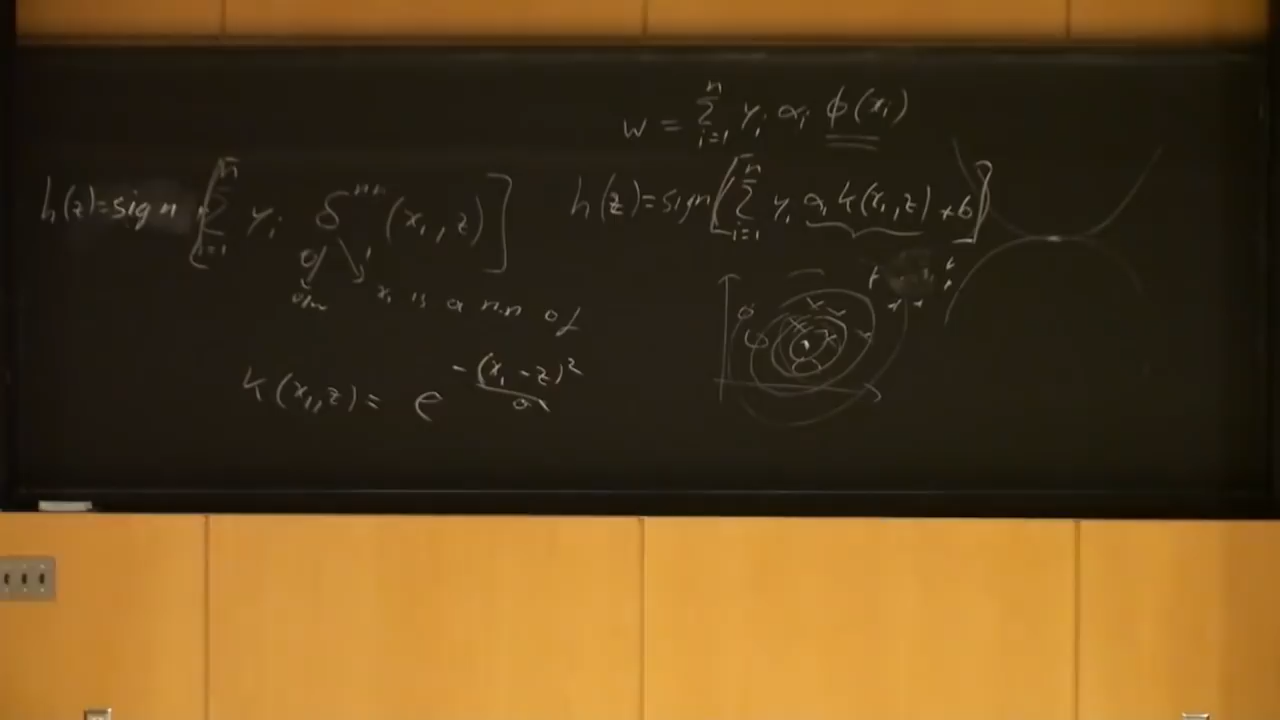 w = Σ_{i=1}^{n} y_i α_i φ(x_i)
h(z)=sign [Σ_{i=1}^{n} y_i δ^{nn}(x_i, z)]
h(z)=sign[Σ_{i=1}^{n} y_i α_i k(x_i, z) + b]
x_i is a nn of
k(x_i, z) = e^{-(x_i - z)^2 / σ}